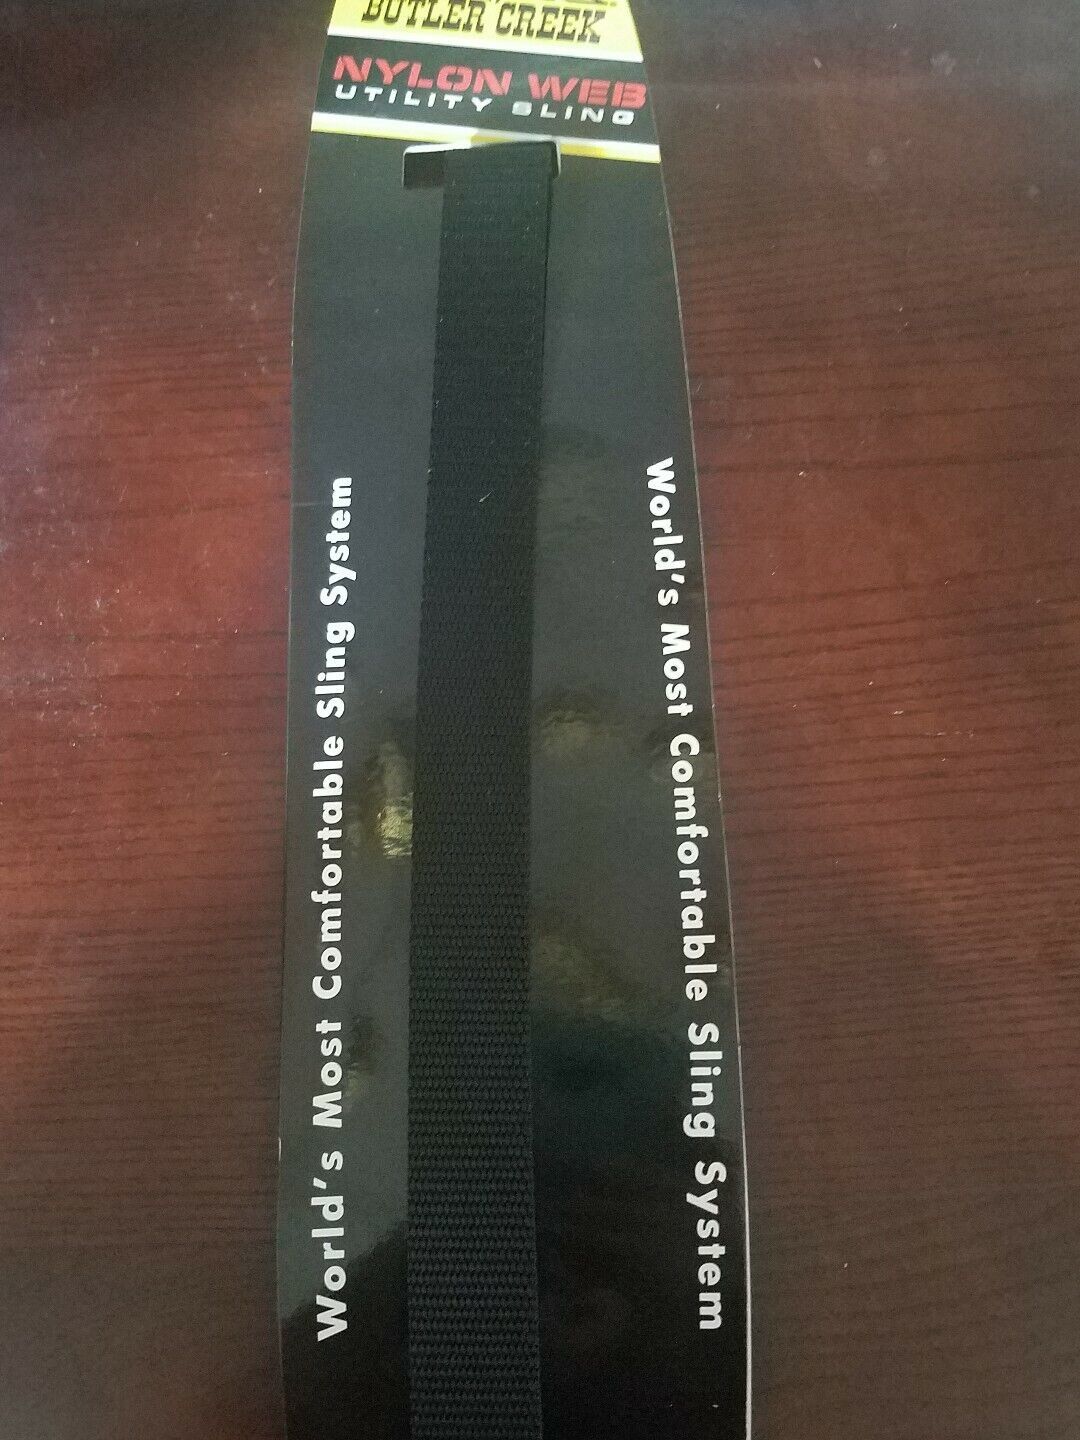 BUTLER CREEK
NYLON WEB
UTILITY SLING
World's Most Comfortable Sling System
World's Most Comfortable Sling System